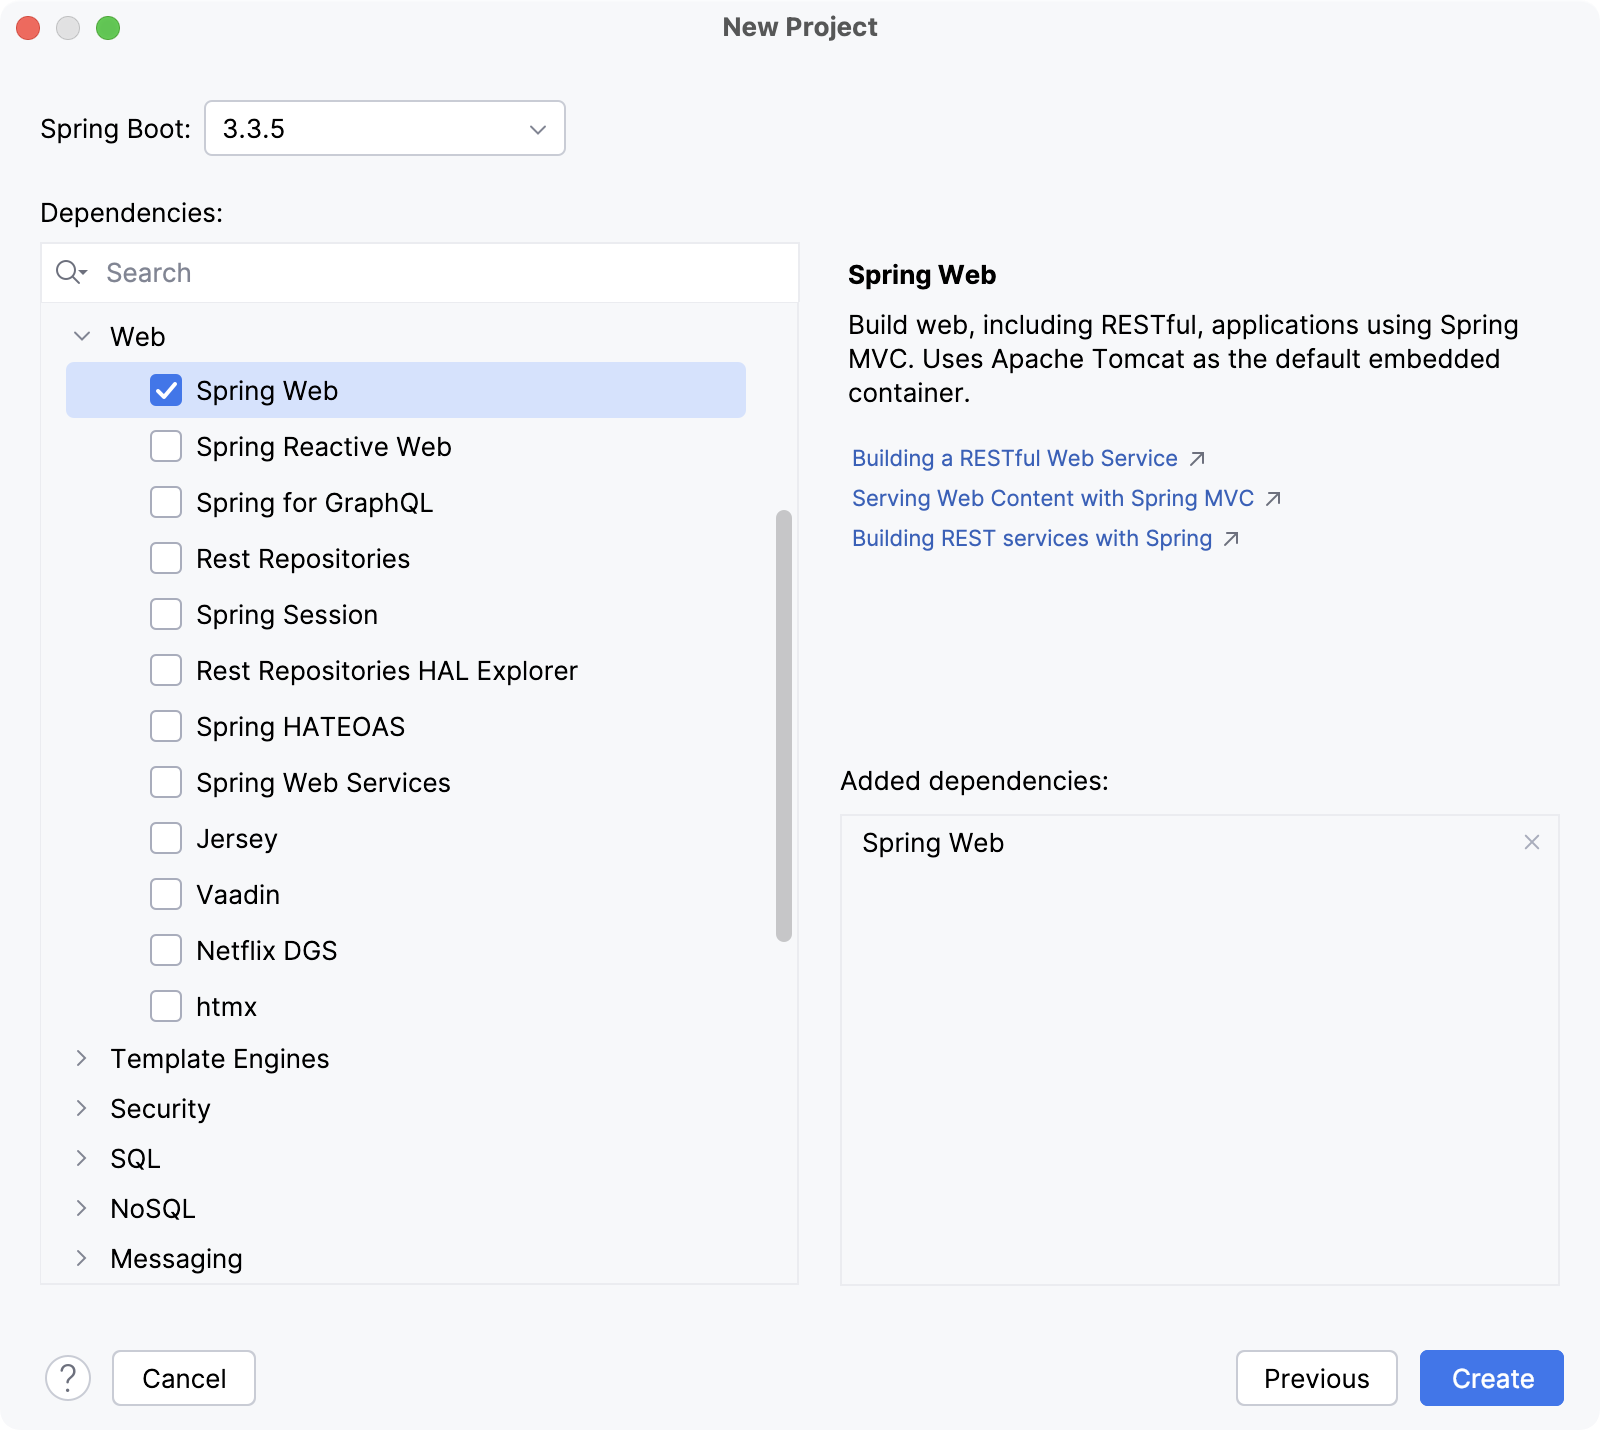 New Project
Spring Boot: 3.3.5
Dependencies:
Search
Web
Spring Web
Spring Reactive Web
Spring for GraphQL
Rest Repositories
Spring Session
Rest Repositories HAL Explorer
Spring HATEOAS
Spring Web Services
Jersey
Vaadin
Netflix DGS
htmx
Template Engines
Security
SQL
NoSQL
Messaging
Spring Web
Build web, including RESTful, applications using Spring
MVC. Uses Apache Tomcat as the default embedded
container.
Building a RESTful Web Service
Serving Web Content with Spring MVC
Building REST services with Spring
Added dependencies:
Spring Web
?
Cancel
Previous
Create